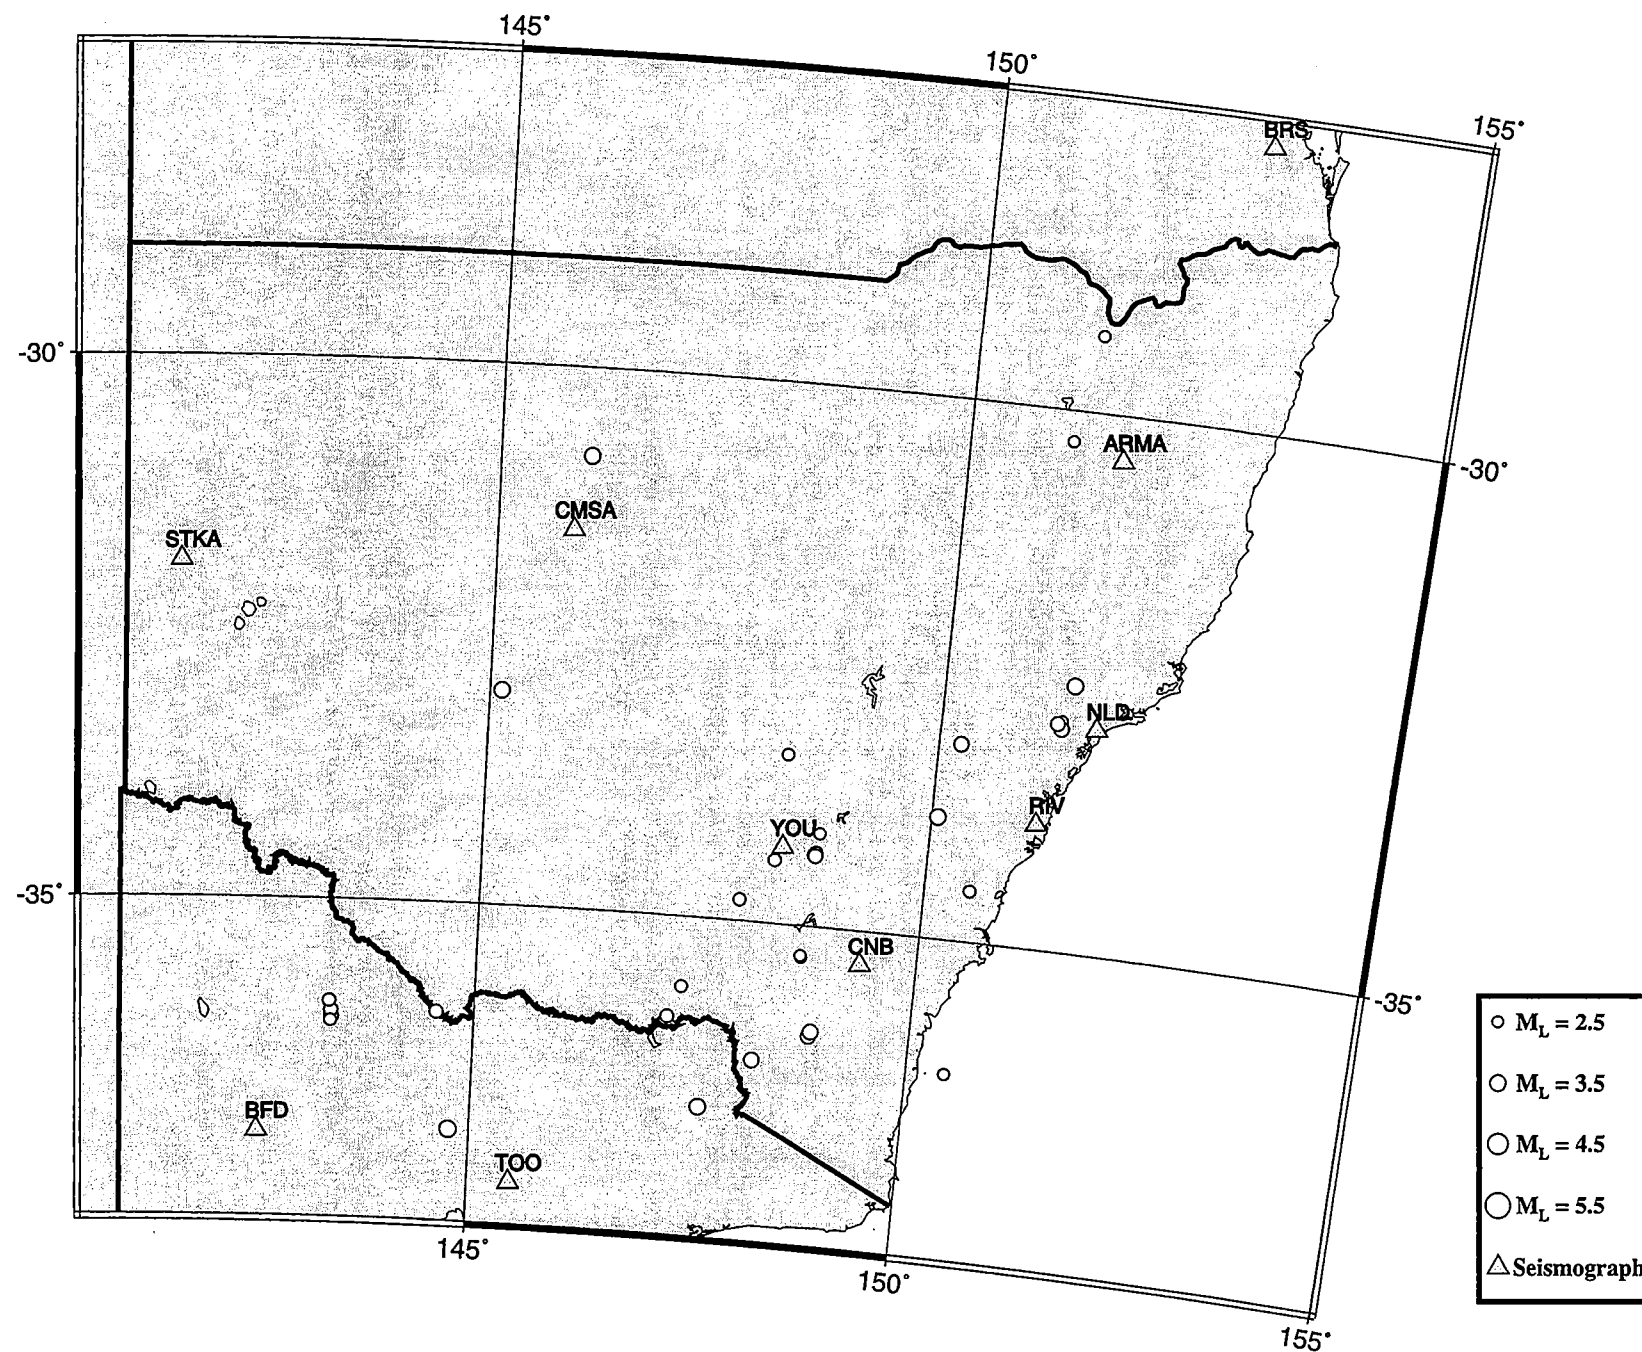 145°
150°
155°
BRS
-30°
ARMA
-30°
CMSA
STKA
NLD
RIV
YOU
-35°
CNB
-35°
M_L = 2.5
M_L = 3.5
BFD
M_L = 4.5
TOO
M_L = 5.5
145°
Seismograph
150°
155°